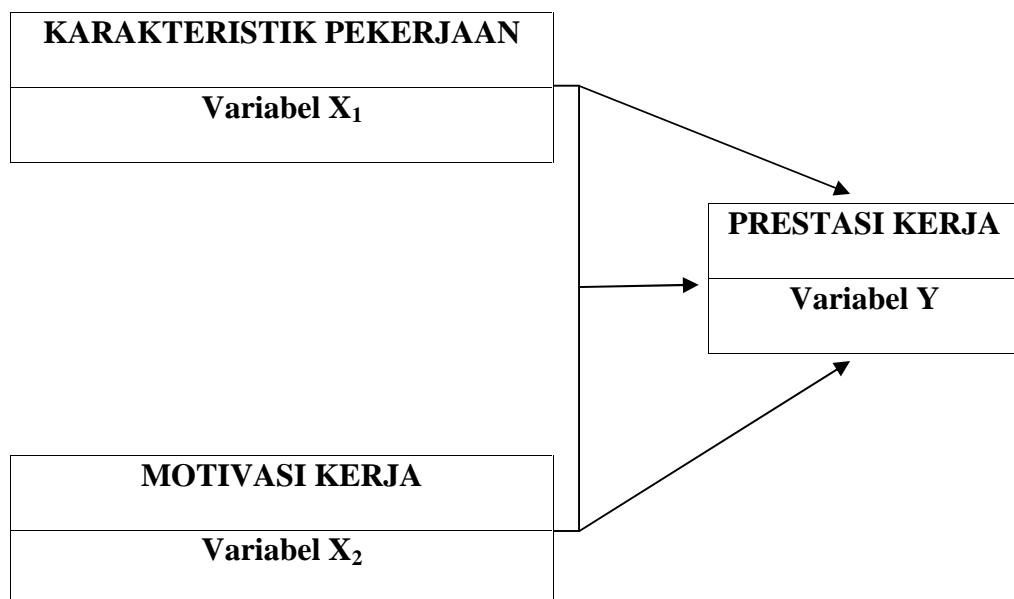 KARAKTERISTIK PEKERJAAN
Variabel X₁
PRESTASI KERJA
Variabel Y
MOTIVASI KERJA
Variabel X₂